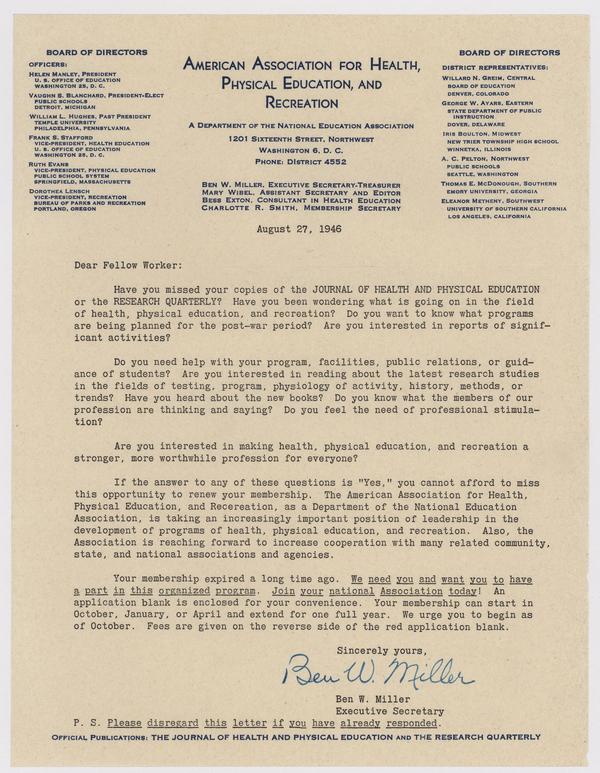 BOARD OF DIRECTORS
OFFICERS:
HELEN MANLEY, PRESIDENT
U. S. OFFICE OF EDUCATION
WASHINGTON 25, D. C.
VAUGHN S. BLANCHARD, PRESIDENT-ELECT
PUBLIC SCHOOLS
DETROIT, MICHIGAN
WILLIAM L. HUGHES, PAST PRESIDENT
TEMPLE UNIVERSITY
PHILADELPHIA, PENNSYLVANIA
FRANK S. STAFFORD
VICE-PRESIDENT, HEALTH EDUCATION
U. S. OFFICE OF EDUCATION
WASHINGTON 25, D. C.
RUTH EVANS
VICE-PRESIDENT, PHYSICAL EDUCATION
PUBLIC SCHOOL SYSTEM
SPRINGFIELD, MASSACHUSETTS
DOROTHEA LENSCH
VICE-PRESIDENT, RECREATION
BUREAU OF PARKS AND RECREATION
PORTLAND, OREGON
AMERICAN ASSOCIATION FOR HEALTH,
PHYSICAL EDUCATION, AND
RECREATION
A DEPARTMENT OF THE NATIONAL EDUCATION ASSOCIATION
1201 SIXTEENTH STREET, NORTHWEST
WASHINGTON 6, D. C.
PHONE: DISTRICT 4552
BEN W. MILLER, EXECUTIVE SECRETARY-TREASURER
MARY WIBEL, ASSISTANT SECRETARY AND EDITOR
BESS EXTON, CONSULTANT IN HEALTH EDUCATION
CHARLOTTE R. SMITH, MEMBERSHIP SECRETARY
BOARD OF DIRECTORS
DISTRICT REPRESENTATIVES:
WILLARD N. GREIM, CENTRAL
BOARD OF EDUCATION
DENVER, COLORADO
GEORGE W. AYARS, EASTERN
STATE DEPARTMENT OF PUBLIC
INSTRUCTION
DOVER, DELAWARE
IRIS BOULTON, MIDWEST
NEW TRIER TOWNSHIP HIGH SCHOOL
WINNETKA, ILLINOIS
A. C. PELTON, NORTHWEST
PUBLIC SCHOOLS
SEATTLE, WASHINGTON
THOMAS E. MCDONOUGH, SOUTHERN
EMORY UNIVERSITY, GEORGIA
ELEANOR METHENY, SOUTHWEST
UNIVERSITY OF SOUTHERN CALIFORNIA
LOS ANGELES, CALIFORNIA
August 27, 1946
Dear Fellow Worker:
Have you missed your copies of the JOURNAL OF HEALTH AND PHYSICAL EDUCATION
or the RESEARCH QUARTERLY? Have you been wondering what is going on in the field
of health, physical education, and recreation? Do you want to know what programs
are being planned for the post-war period? Are you interested in reports of signif-
icant activities?
Do you need help with your program, facilities, public relations, or guid-
ance of students? Are you interested in reading about the latest research studies
in the fields of testing, program, physiology of activity, history, methods, or
trends? Have you heard about the new books? Do you know what the members of our
profession are thinking and saying? Do you feel the need of professional stimula-
tion?
Are you interested in making health, physical education, and recreation a
stronger, more worthwhile profession for everyone?
If the answer to any of these questions is "Yes," you cannot afford to miss
this opportunity to renew your membership. The American Association for Health,
Physical Education, and Recereation, as a Department of the National Education
Association, is taking an increasingly important position of leadership in the
development of programs of health, physical education, and recreation. Also, the
Association is reaching forward to increase cooperation with many related community,
state, and national associations and agencies.
Your membership expired a long time ago. We need you and want you to have
a part in this organized program. Join your national Association today! An
application blank is enclosed for your convenience. Your membership can start in
October, January, or April and extend for one full year. We urge you to begin as
of October. Fees are given on the reverse side of the red application blank.
Sincerely yours,
Ben W. Miller
Ben W. Miller
Executive Secretary
P. S. Please disregard this letter if you have already responded.
OFFICIAL PUBLICATIONS: THE JOURNAL OF HEALTH AND PHYSICAL EDUCATION AND THE RESEARCH QUARTERLY